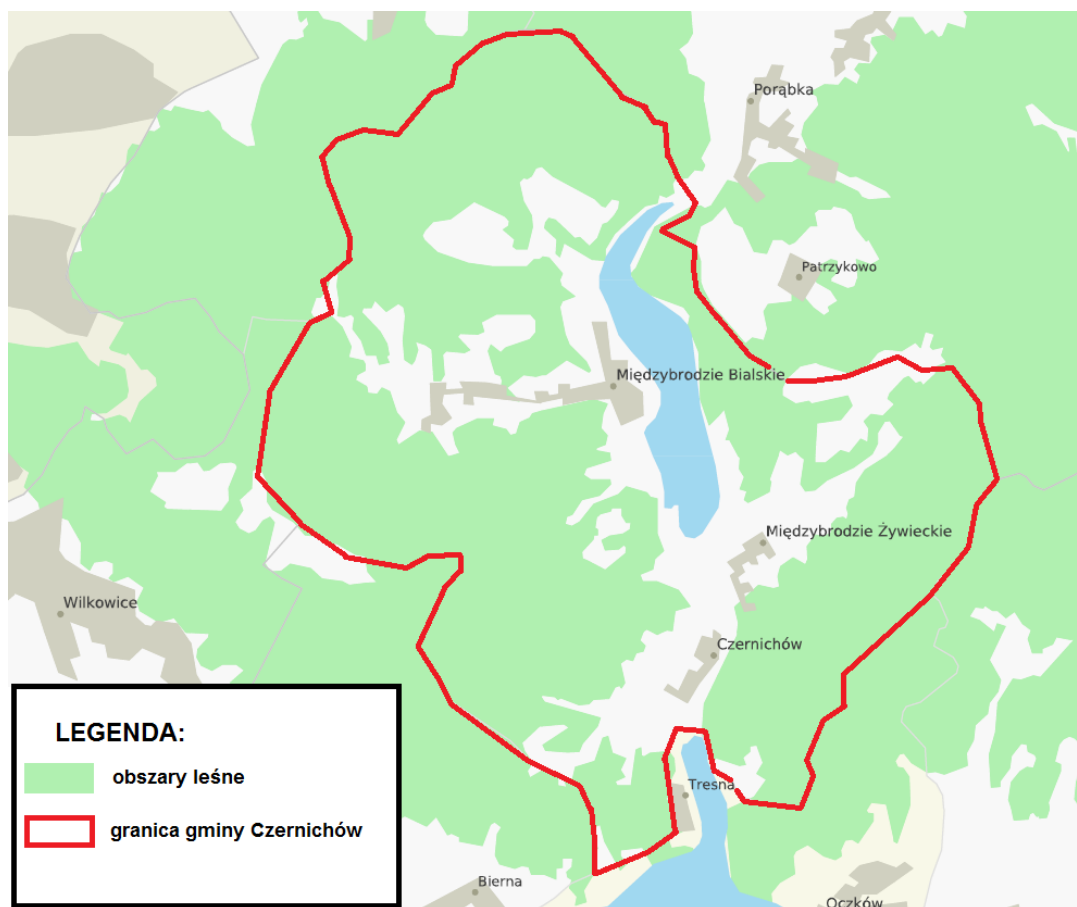 Porąbka
Patrzykowo
Międzybrodzie Bialskie
Międzybrodzie Żywieckie
Wilkowice
Czernichów
Tresna
Bierna
Oczków
LEGENDA:
obszary leśne
granica gminy Czernichów